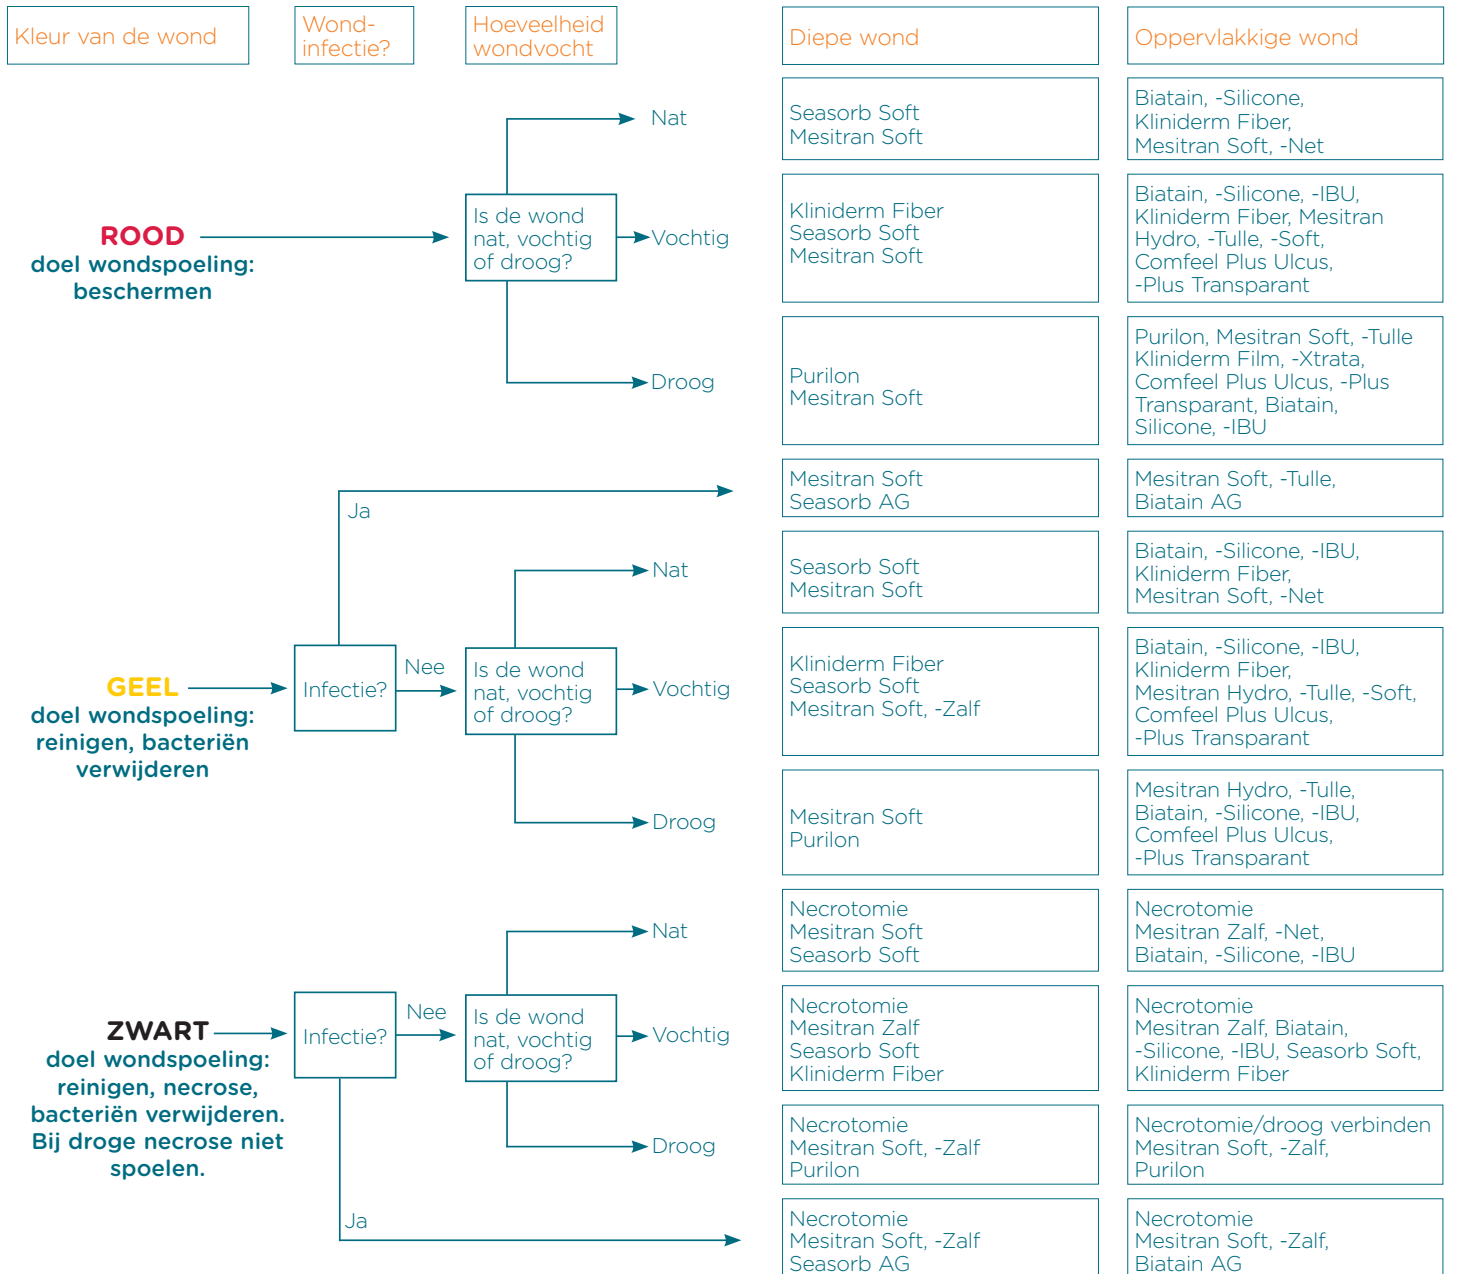 Kleur van de wond
Wond-
infectie?
Hoeveelheid
wondvocht
Diepe wond
Oppervlakkige wond
ROOD
doel wondspoeling:
beschermen
Is de wond
nat, vochtig
of droog?
Nat
Seasorb Soft
Mesitran Soft
Biatain, -Silicone,
Kliniderm Fiber,
Mesitran Soft, -Net
Vochtig
Kliniderm Fiber
Seasorb Soft
Mesitran Soft
Biatain, -Silicone, -IBU,
Kliniderm Fiber, Mesitran
Hydro, -Tulle, -Soft,
Comfeel Plus Ulcus,
-Plus Transparant
Droog
Purilon
Mesitran Soft
Purilon, Mesitran Soft, -Tulle
Kliniderm Film, -Xtrata,
Comfeel Plus Ulcus, -Plus
Transparant, Biatain,
Silicone, -IBU
GEEL
doel wondspoeling:
reinigen, bacteriën
verwijderen
Infectie?
Ja
Mesitran Soft
Seasorb AG
Mesitran Soft, -Tulle,
Biatain AG
Nee
Is de wond
nat, vochtig
of droog?
Nat
Seasorb Soft
Mesitran Soft
Biatain, -Silicone, -IBU,
Kliniderm Fiber,
Mesitran Soft, -Net
Vochtig
Kliniderm Fiber
Seasorb Soft
Mesitran Soft, -Zalf
Biatain, -Silicone, -IBU,
Kliniderm Fiber,
Mesitran Hydro, -Tulle, -Soft,
Comfeel Plus Ulcus,
-Plus Transparant
Droog
Mesitran Soft
Purilon
Mesitran Hydro, -Tulle,
Biatain, -Silicone, -IBU,
Comfeel Plus Ulcus,
-Plus Transparant
ZWART
doel wondspoeling:
reinigen, necrose,
bacteriën verwijderen.
Bij droge necrose niet
spoelen.
Infectie?
Nee
Is de wond
nat, vochtig
of droog?
Nat
Necrotomie
Mesitran Soft
Seasorb Soft
Necrotomie
Mesitran Zalf, -Net,
Biatain, -Silicone, -IBU
Vochtig
Necrotomie
Mesitran Zalf
Seasorb Soft
Kliniderm Fiber
Necrotomie
Mesitran Zalf, Biatain,
-Silicone, -IBU, Seasorb Soft,
Kliniderm Fiber
Droog
Necrotomie
Mesitran Soft, -Zalf
Purilon
Necrotomie/droog verbinden
Mesitran Soft, -Zalf,
Purilon
Ja
Necrotomie
Mesitran Soft, -Zalf
Seasorb AG
Necrotomie
Mesitran Soft, -Zalf,
Biatain AG